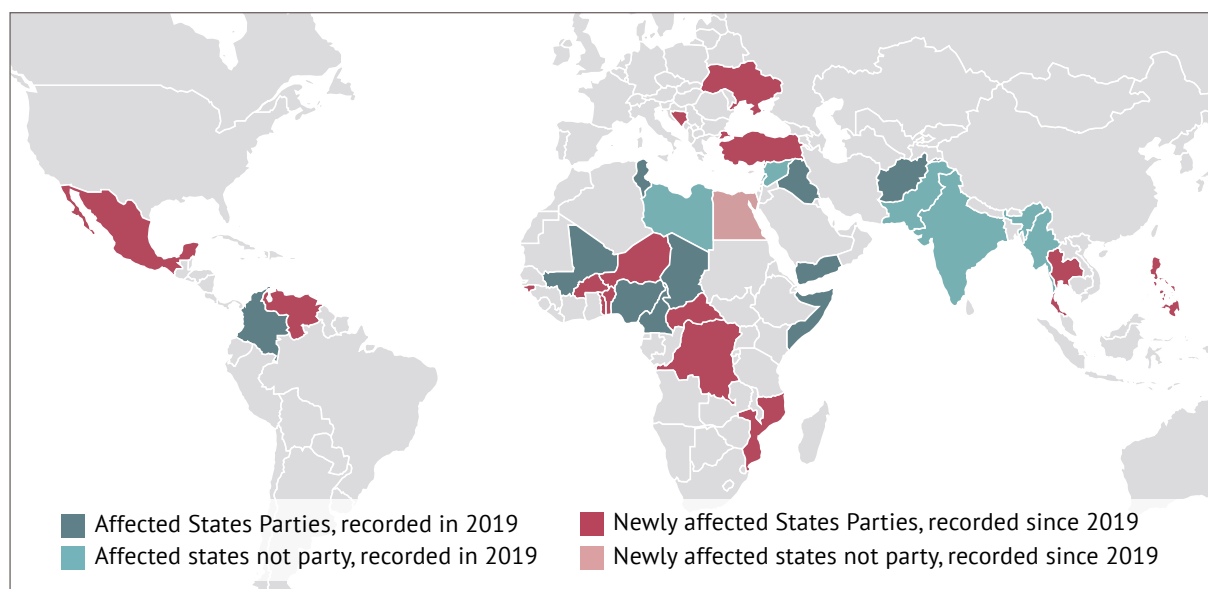 Affected States Parties, recorded in 2019
Affected states not party, recorded in 2019
Newly affected States Parties, recorded since 2019
Newly affected states not party, recorded since 2019